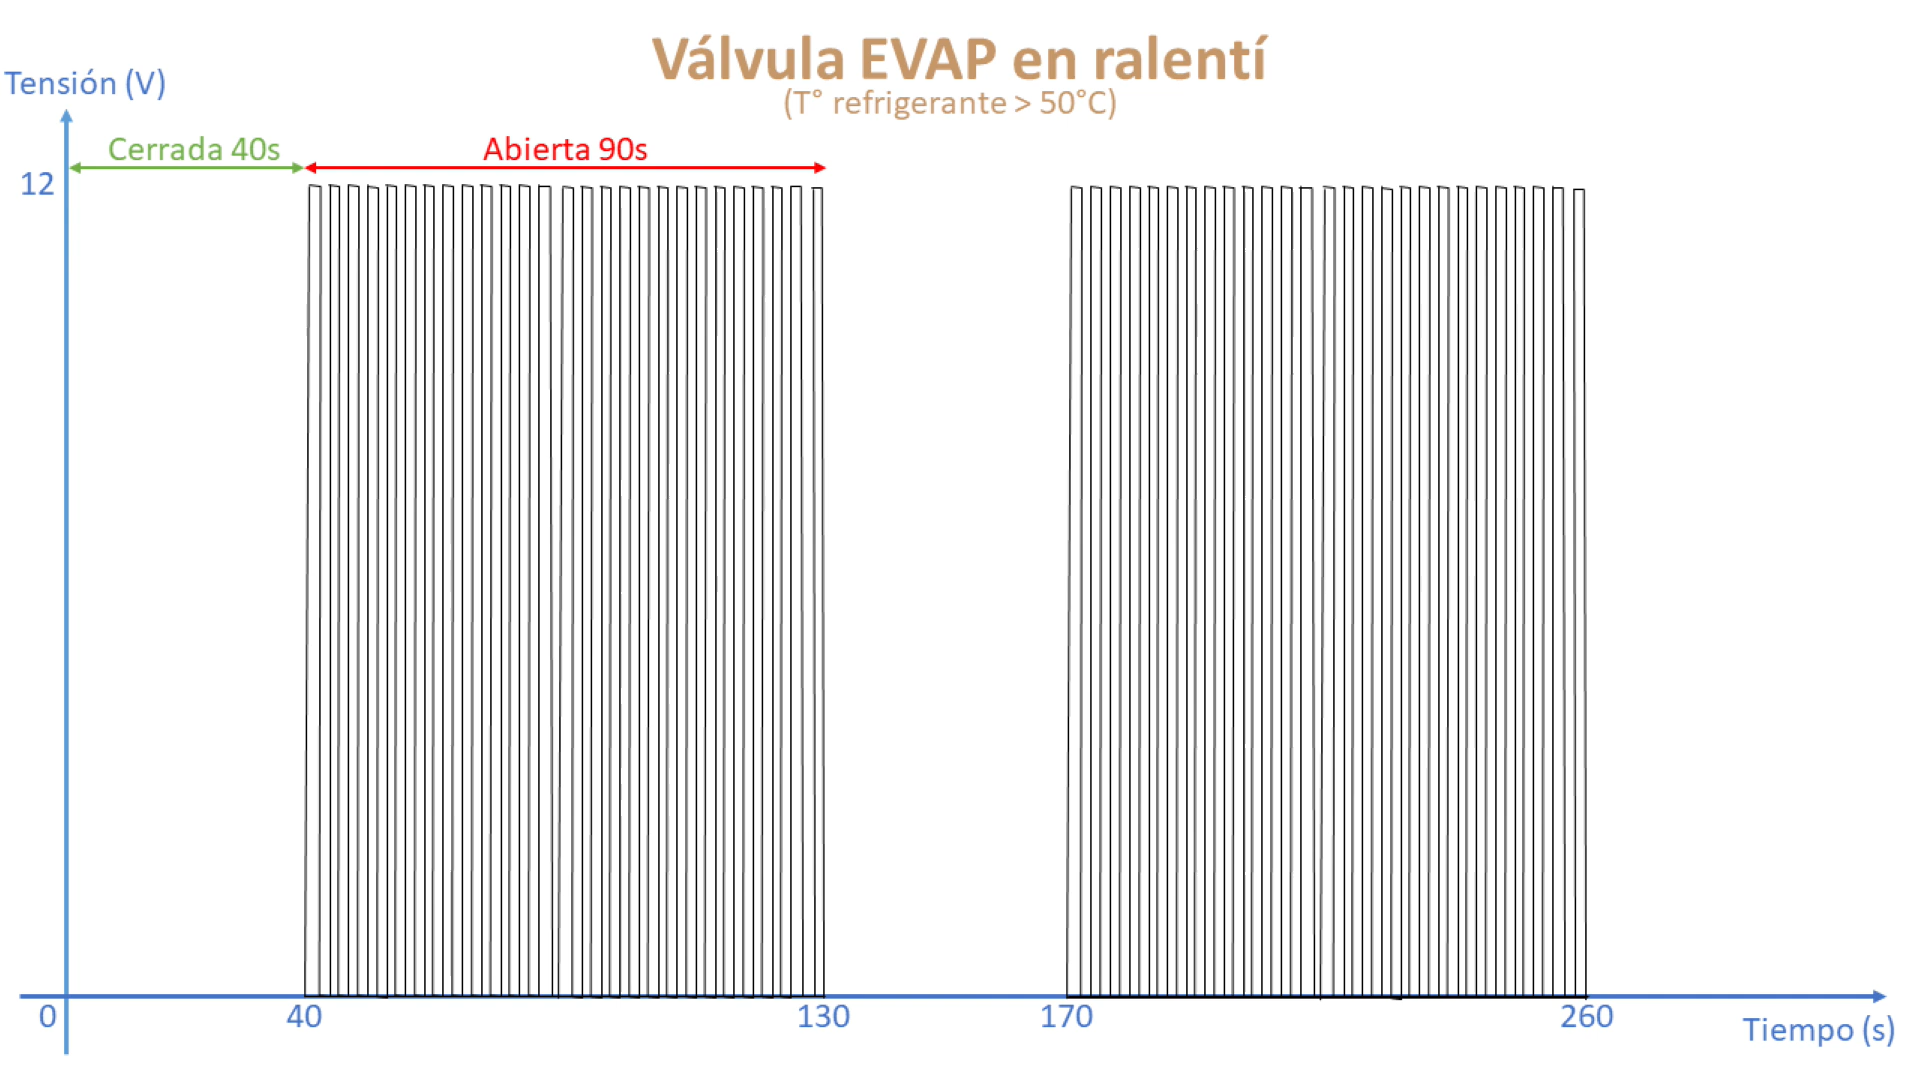 Válvula EVAP en ralentí
(T° refrigerante > 50°C)
Tensión (V)
Cerrada 40s
Abierta 90s
12
0
40
130
170
260
Tiempo (s)